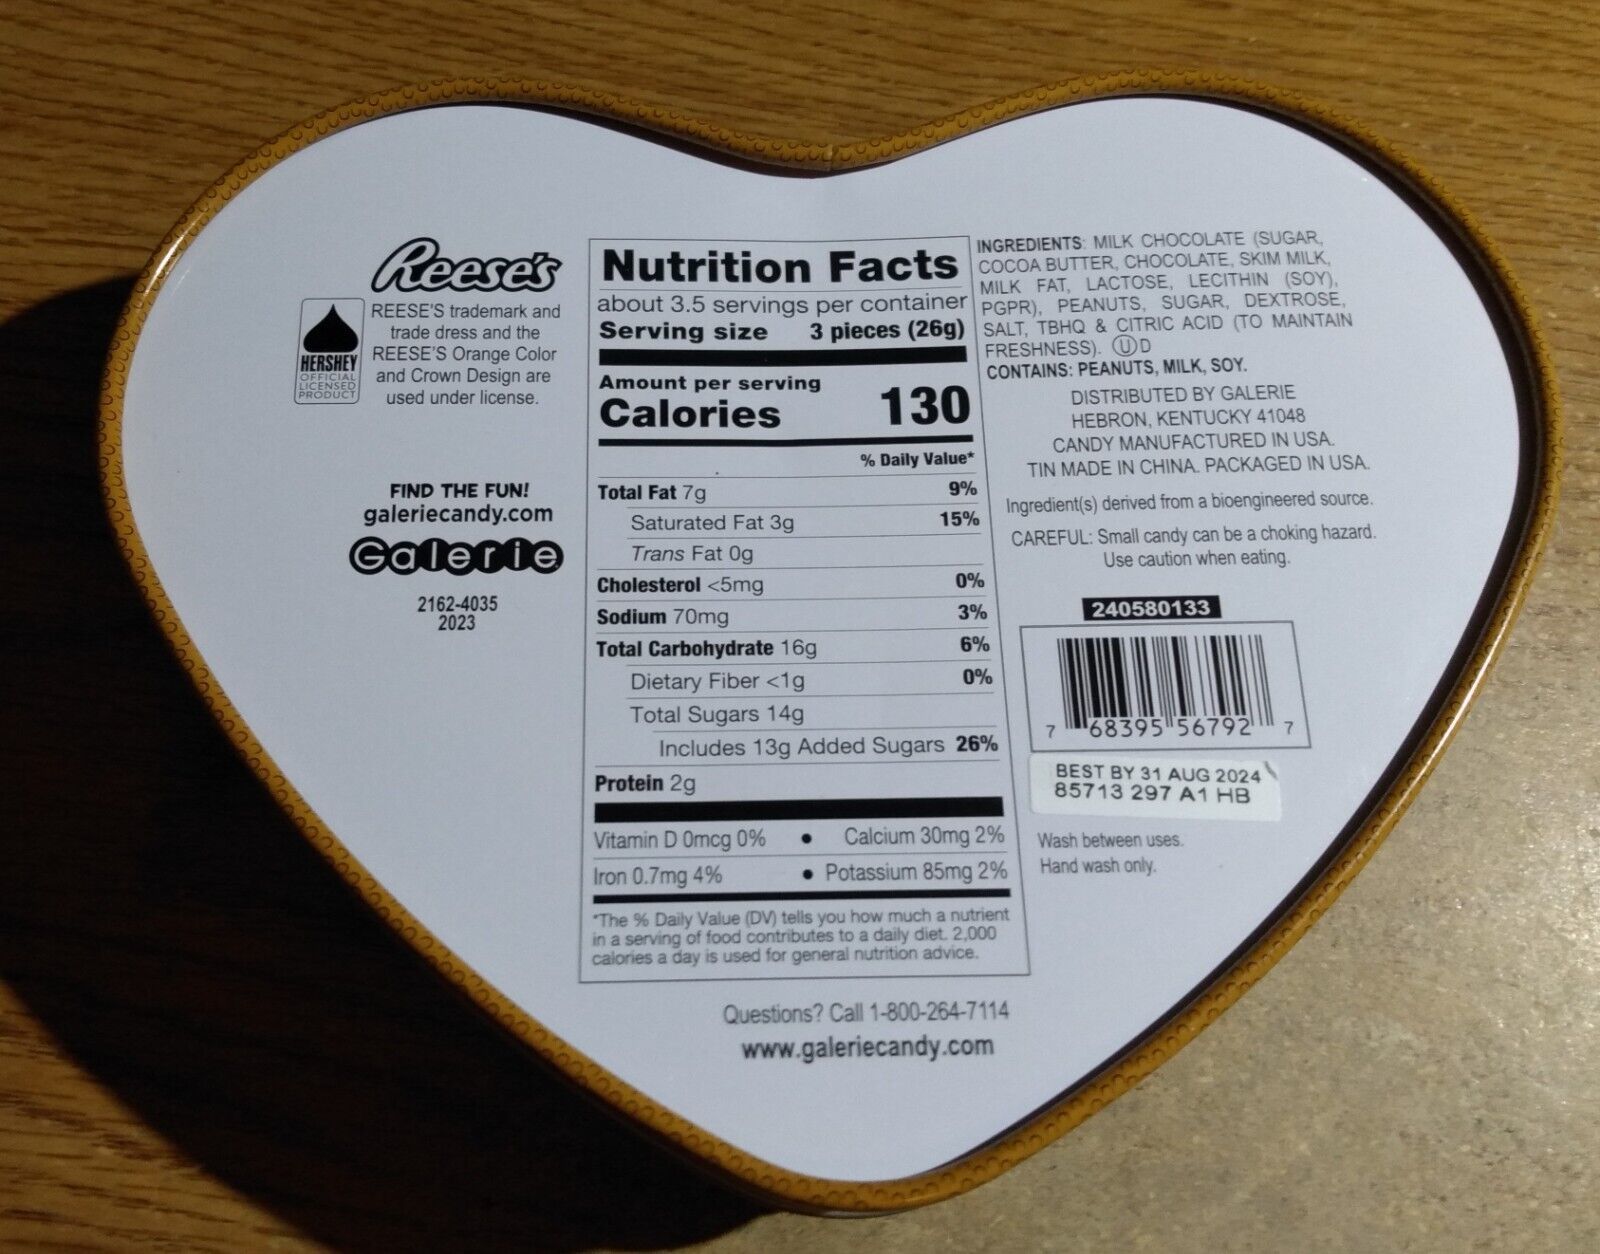 Reese's
HERSHEY
OFFICIAL
LICENSED
PRODUCT
REESE'S trademark and
trade dress and the
REESE'S Orange Color
and Crown Design are
used under license.
FIND THE FUN!
galeriecandy.com
Galerie
2162-4035
2023
Nutrition Facts
about 3.5 servings per container
Serving size 3 pieces (26g)
Amount per serving
Calories 130
% Daily Value*
Total Fat 7g 9%
Saturated Fat 3g 15%
Trans Fat 0g
Cholesterol <5mg 0%
Sodium 70mg 3%
Total Carbohydrate 16g 6%
Dietary Fiber <1g 0%
Total Sugars 14g
Includes 13g Added Sugars 26%
Protein 2g
Vitamin D 0mcg 0% • Calcium 30mg 2%
Iron 0.7mg 4% • Potassium 85mg 2%
*The % Daily Value (DV) tells you how much a nutrient
in a serving of food contributes to a daily diet. 2,000
calories a day is used for general nutrition advice.
Questions? Call 1-800-264-7114
www.galeriecandy.com
INGREDIENTS: MILK CHOCOLATE (SUGAR,
COCOA BUTTER, CHOCOLATE, SKIM MILK,
MILK FAT, LACTOSE, LECITHIN (SOY),
PGPR), PEANUTS, SUGAR, DEXTROSE,
SALT, TBHQ & CITRIC ACID (TO MAINTAIN
FRESHNESS). ⓊD
CONTAINS: PEANUTS, MILK, SOY.
DISTRIBUTED BY GALERIE
HEBRON, KENTUCKY 41048
CANDY MANUFACTURED IN USA.
TIN MADE IN CHINA. PACKAGED IN USA.
Ingredient(s) derived from a bioengineered source.
CAREFUL: Small candy can be a choking hazard.
Use caution when eating.
240580133
7 68395 56792 7
BEST BY 31 AUG 2024
85713 297 A1 HB
Wash between uses.
Hand wash only.